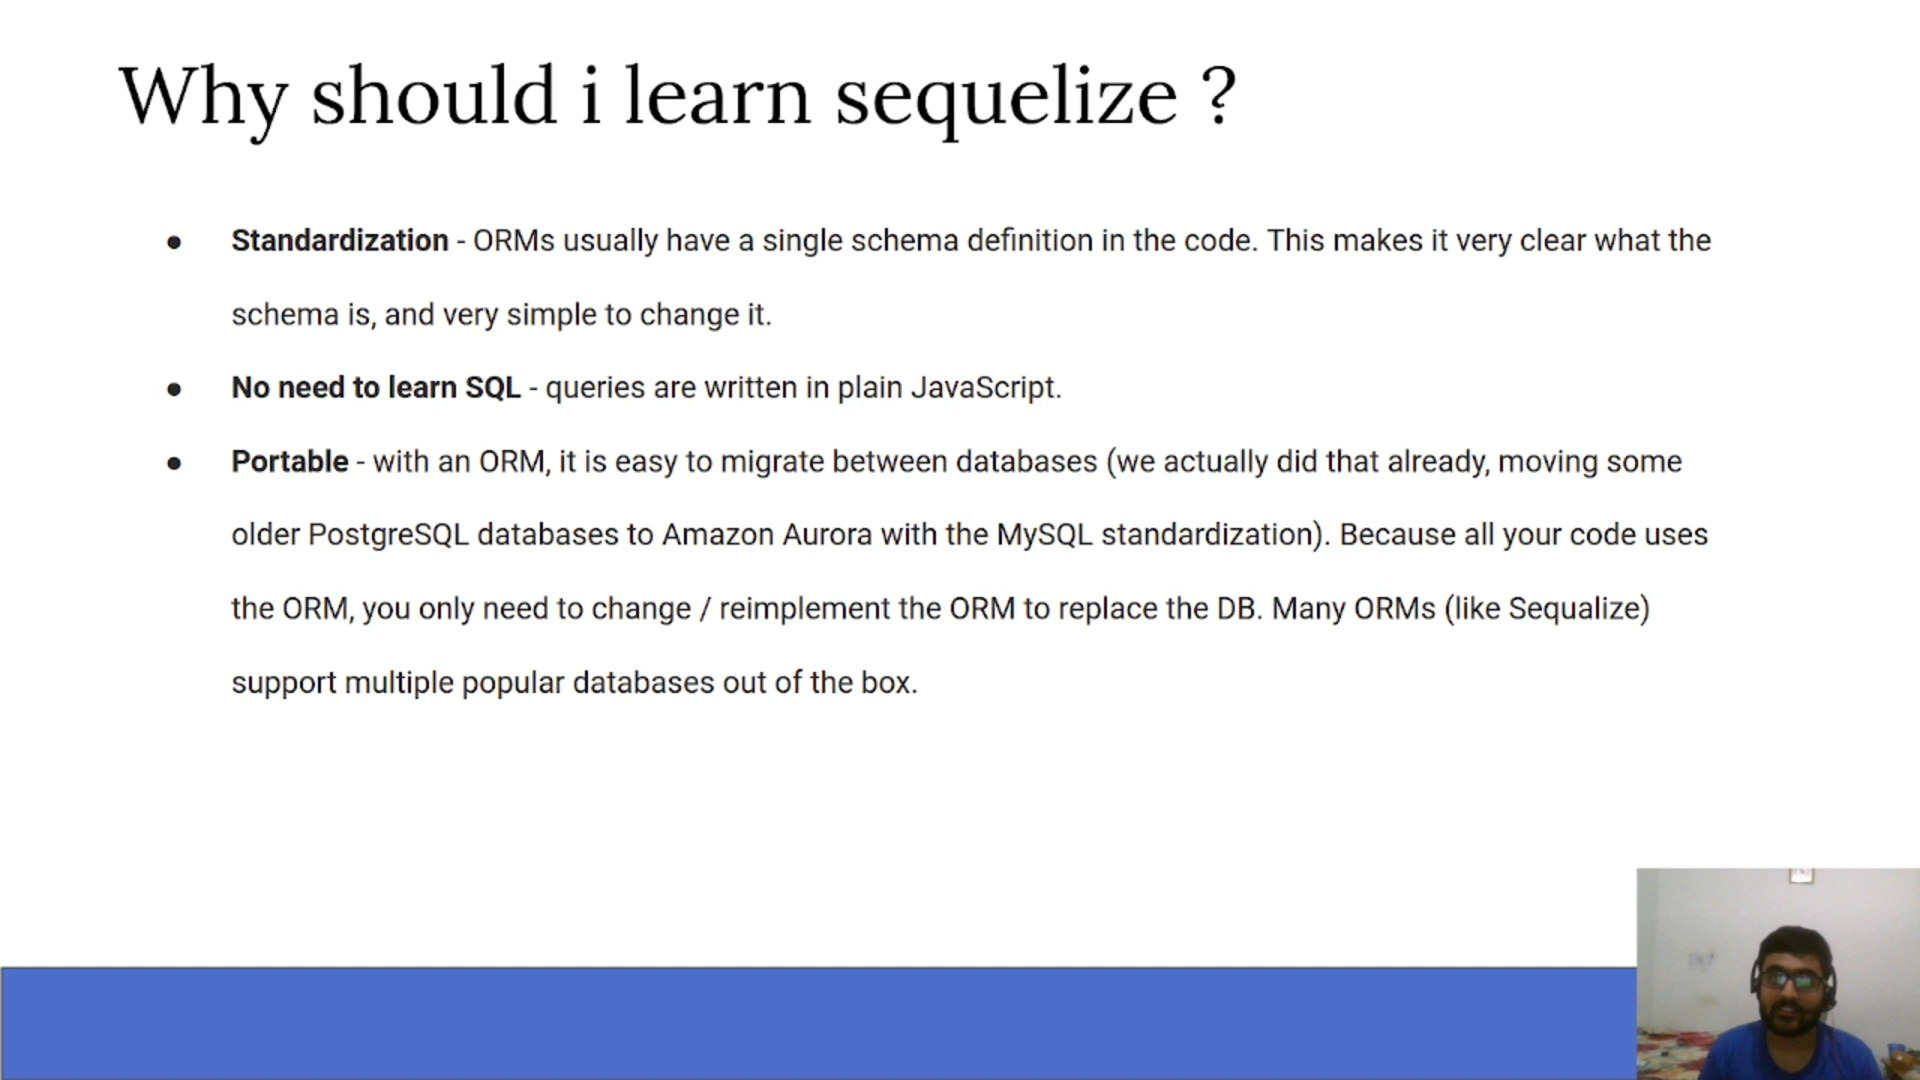 Why should i learn sequelize ?
● Standardization - ORMs usually have a single schema definition in the code. This makes it very clear what the
schema is, and very simple to change it.
● No need to learn SQL - queries are written in plain JavaScript.
● Portable - with an ORM, it is easy to migrate between databases (we actually did that already, moving some
older PostgreSQL databases to Amazon Aurora with the MySQL standardization). Because all your code uses
the ORM, you only need to change / reimplement the ORM to replace the DB. Many ORMs (like Sequalize)
support multiple popular databases out of the box.